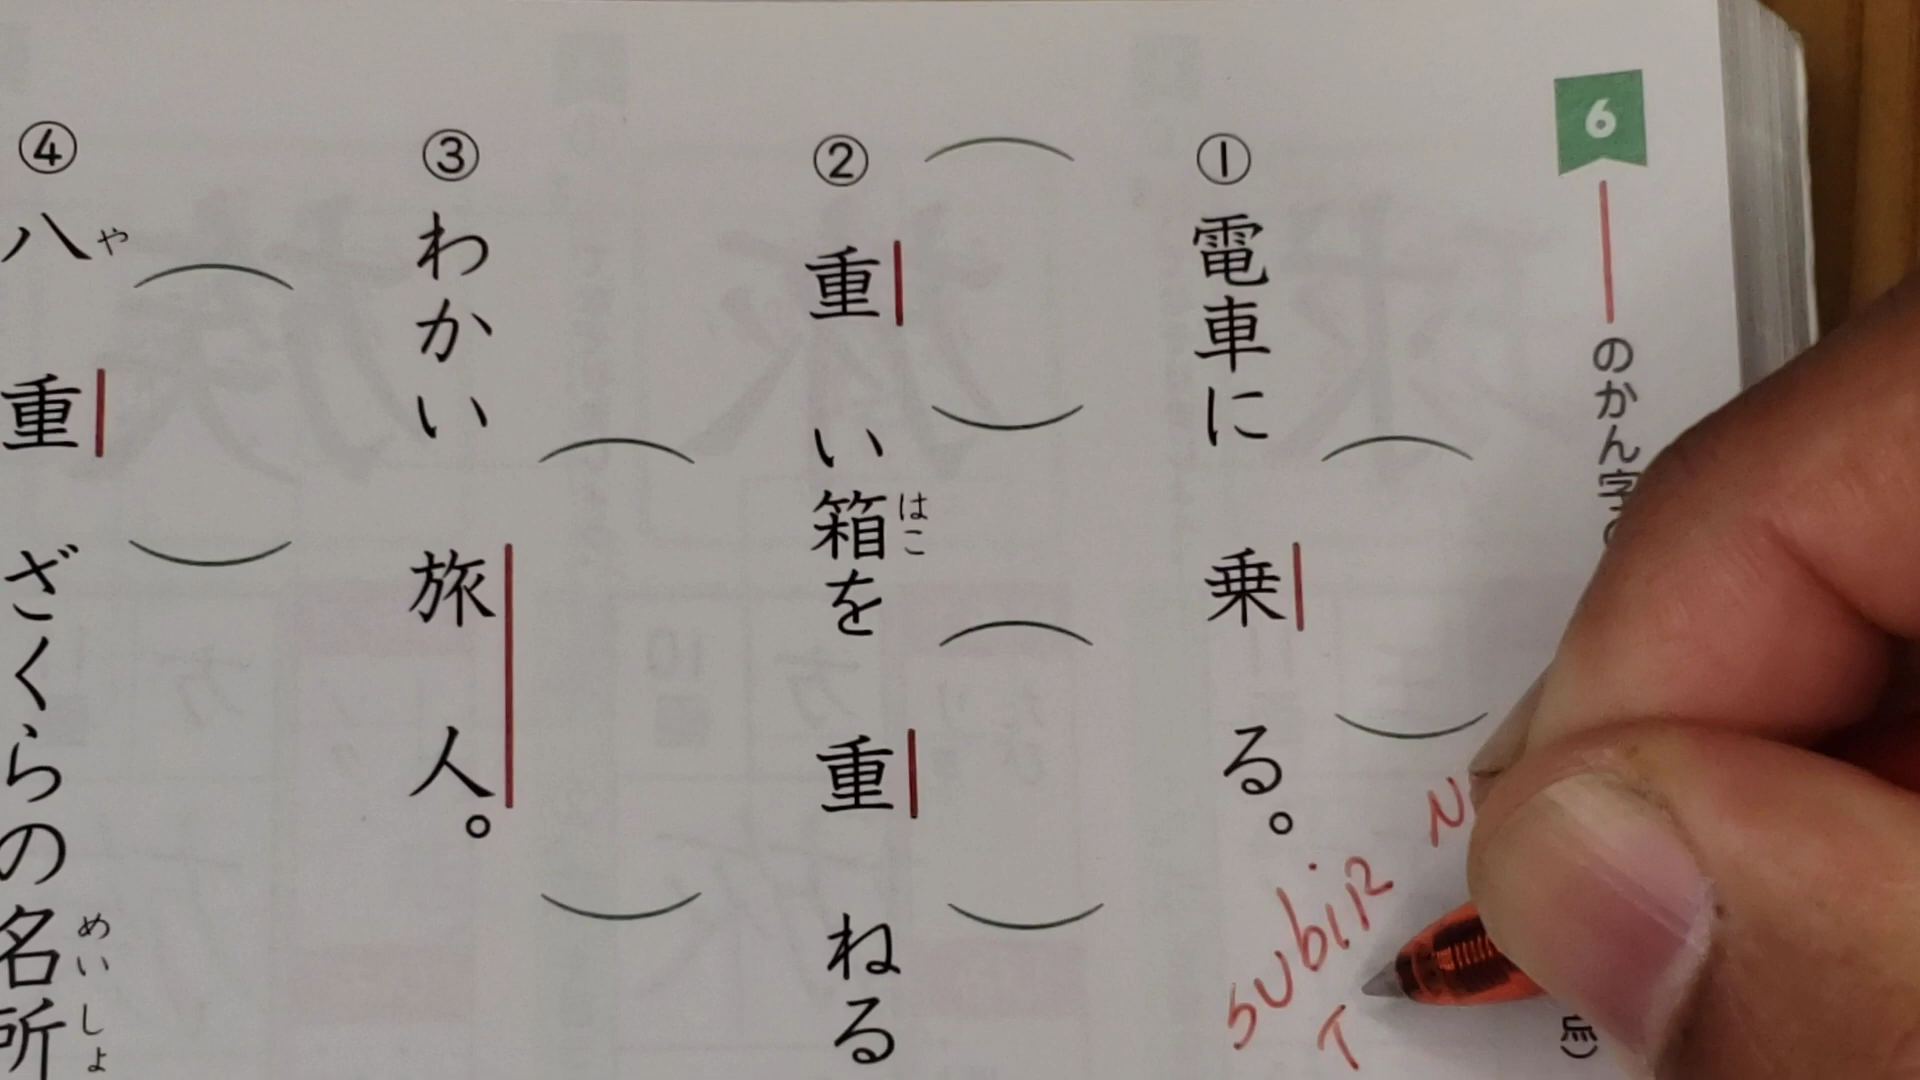 6
のかん字
①電車に乗る。
②重い箱を重ねる
はこ
③わかい旅人。
④八重ざくらの名所
や
めいしょ
SUBIR